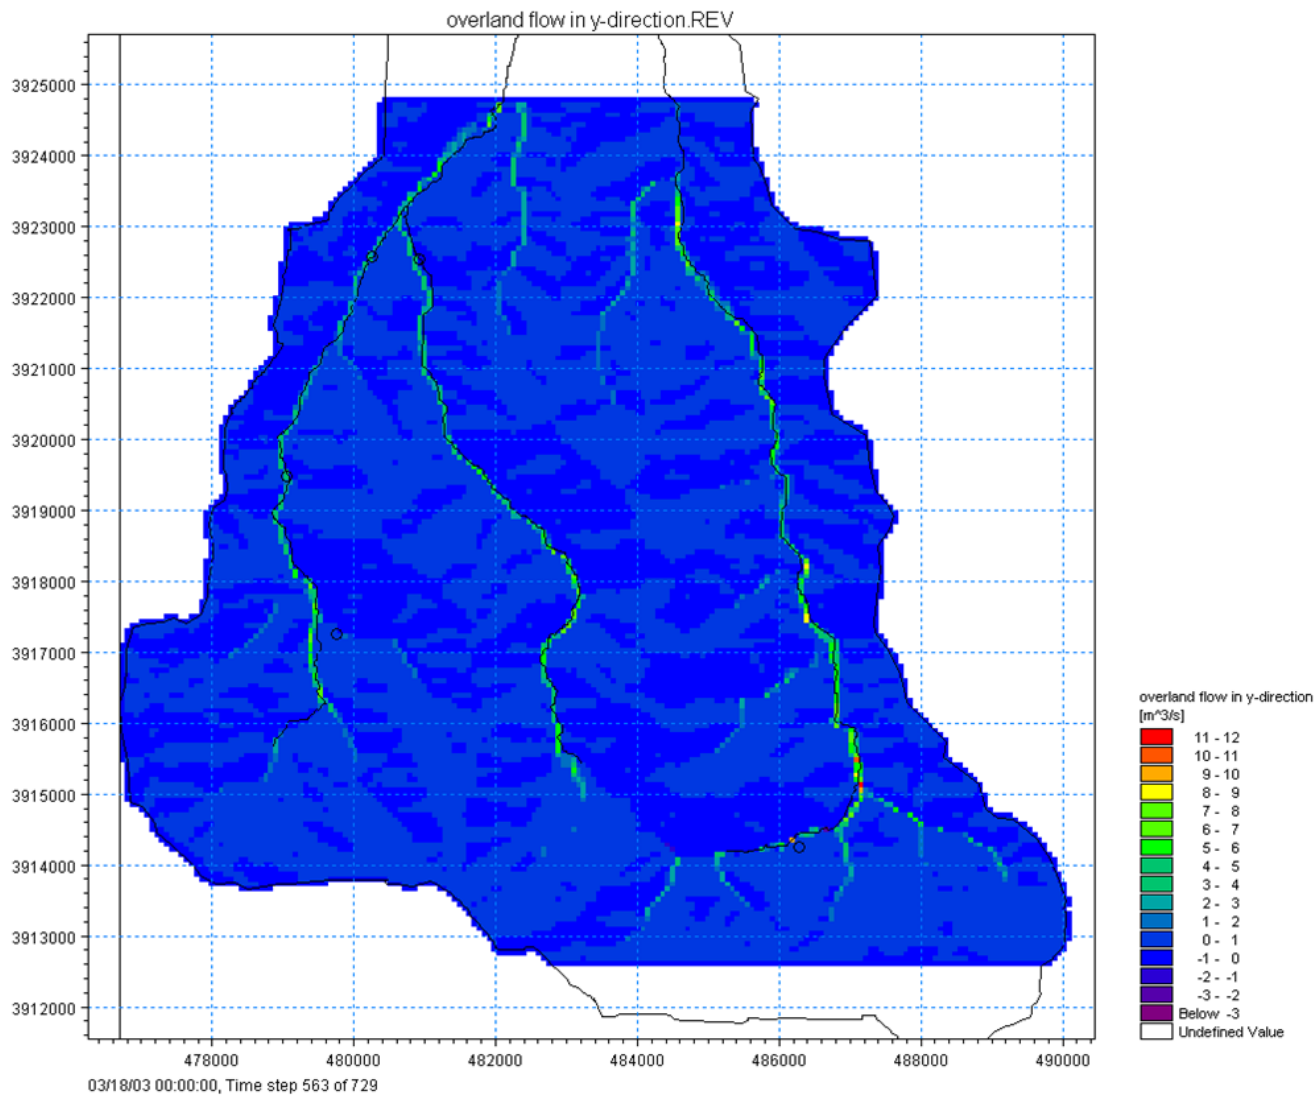 overland flow in y-direction.REV
3925000
3924000
3923000
3922000
3921000
3920000
3919000
3918000
3917000
3916000
3915000
3914000
3913000
3912000
478000 480000 482000 484000 486000 488000 490000
03/18/03 00:00:00, Time step 563 of 729
overland flow in y-direction
[m^3/s]
11 - 12
10 - 11
9 - 10
8 - 9
7 - 8
6 - 7
5 - 6
4 - 5
3 - 4
2 - 3
1 - 2
0 - 1
-1 - 0
-2 - -1
-3 - -2
Below -3
Undefined Value